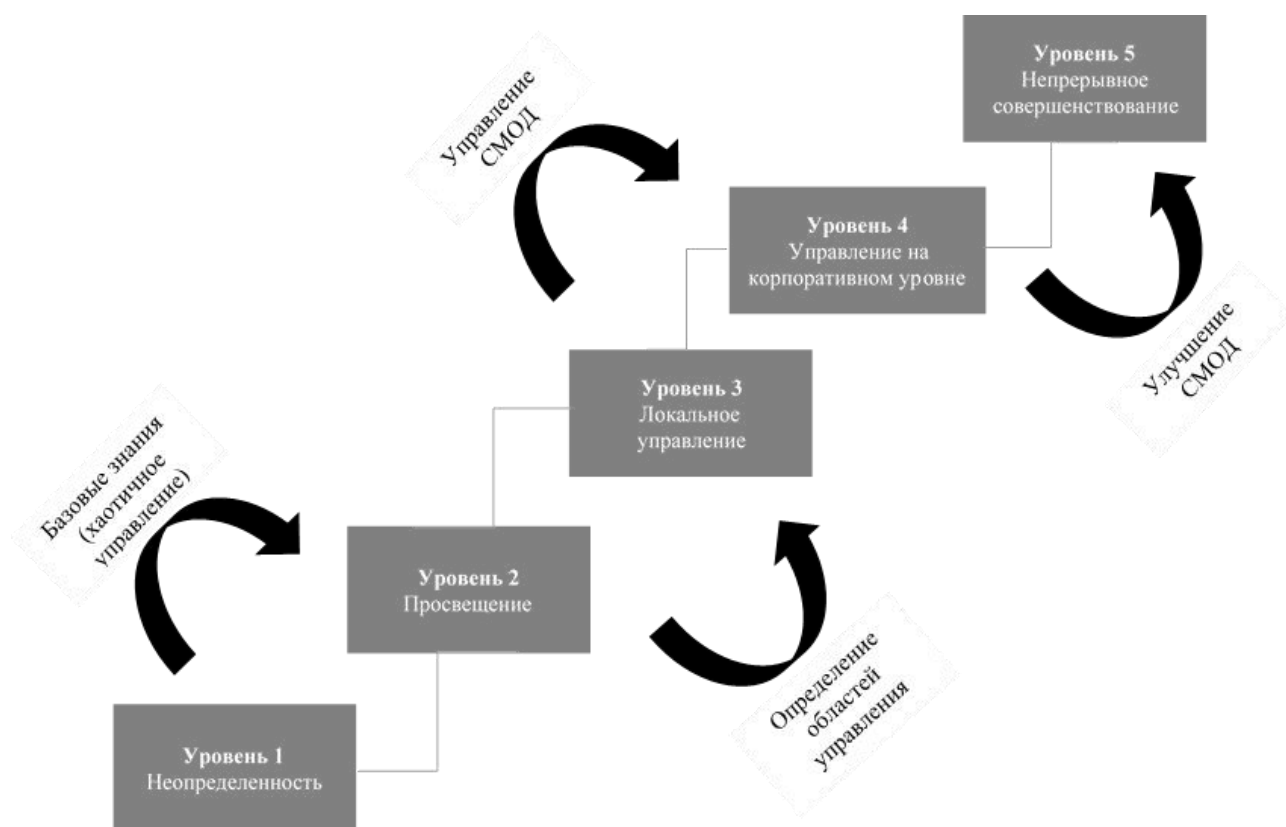 Уровень 5
Непрерывное
совершенствование
Управление
СМОД
Уровень 4
Управление на
корпоративном уровне
Улучшение
СМОД
Уровень 3
Локальное
управление
Базовые знания
(хаотичное
управление)
Уровень 2
Просвещение
Определение
областей
управления
Уровень 1
Неопределенность